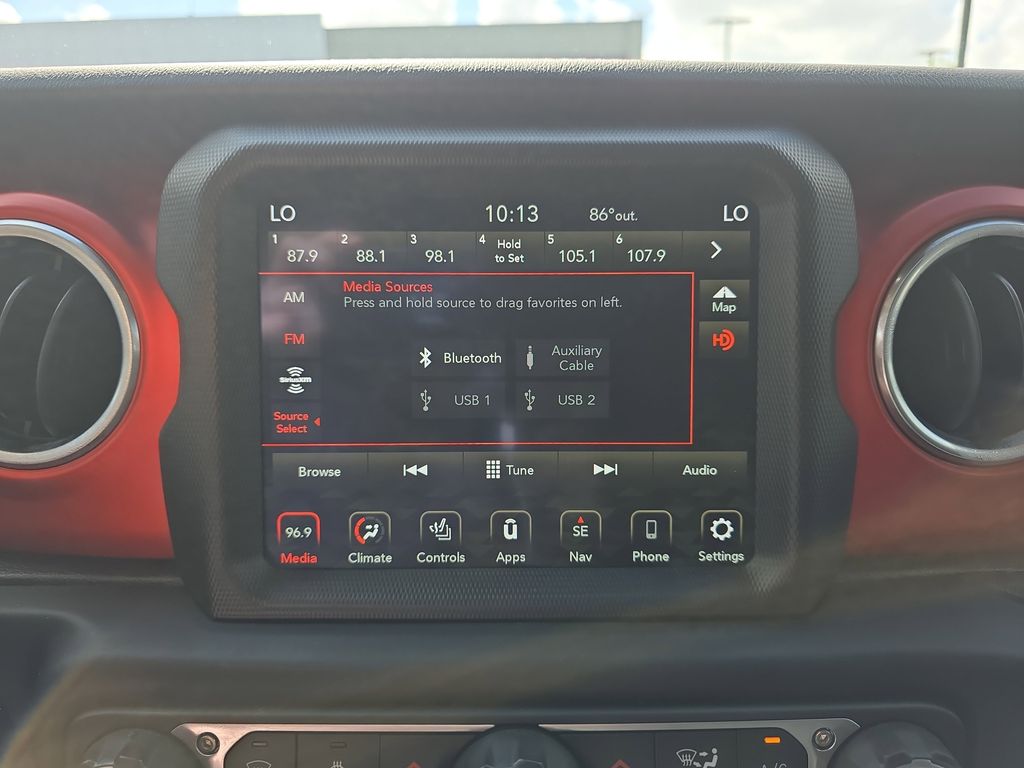 LO 10:13 86° out. LO
1 87.9 2 88.1 3 98.1 4 Hold to Set 5 105.1 6 107.9
Media Sources
Press and hold source to drag favorites on left.
AM
FM
SiriusXM
Source
Select
Bluetooth
Auxiliary
Cable
USB 1
USB 2
Map
HD
Browse Tune Audio
96.9 SE
Media Climate Controls Apps Nav Phone Settings
A/C